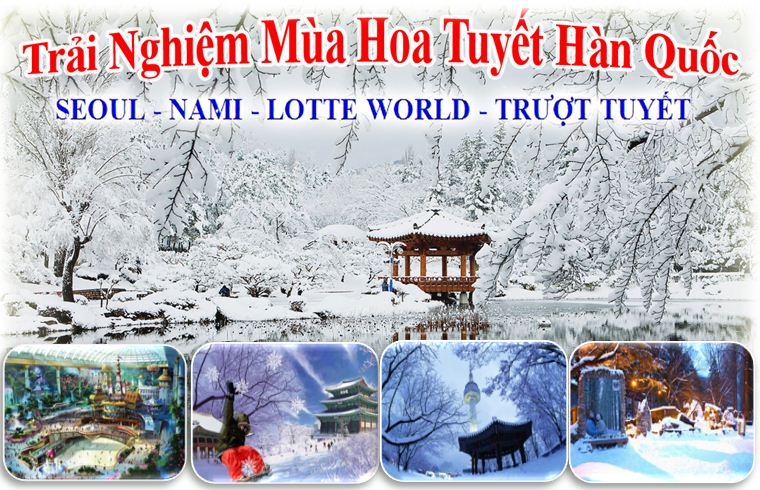 Trải Nghiệm Mùa Hoa Tuyết Hàn Quốc
SEOUL - NAMI - LOTTE WORLD - TRƯỢT TUYẾT